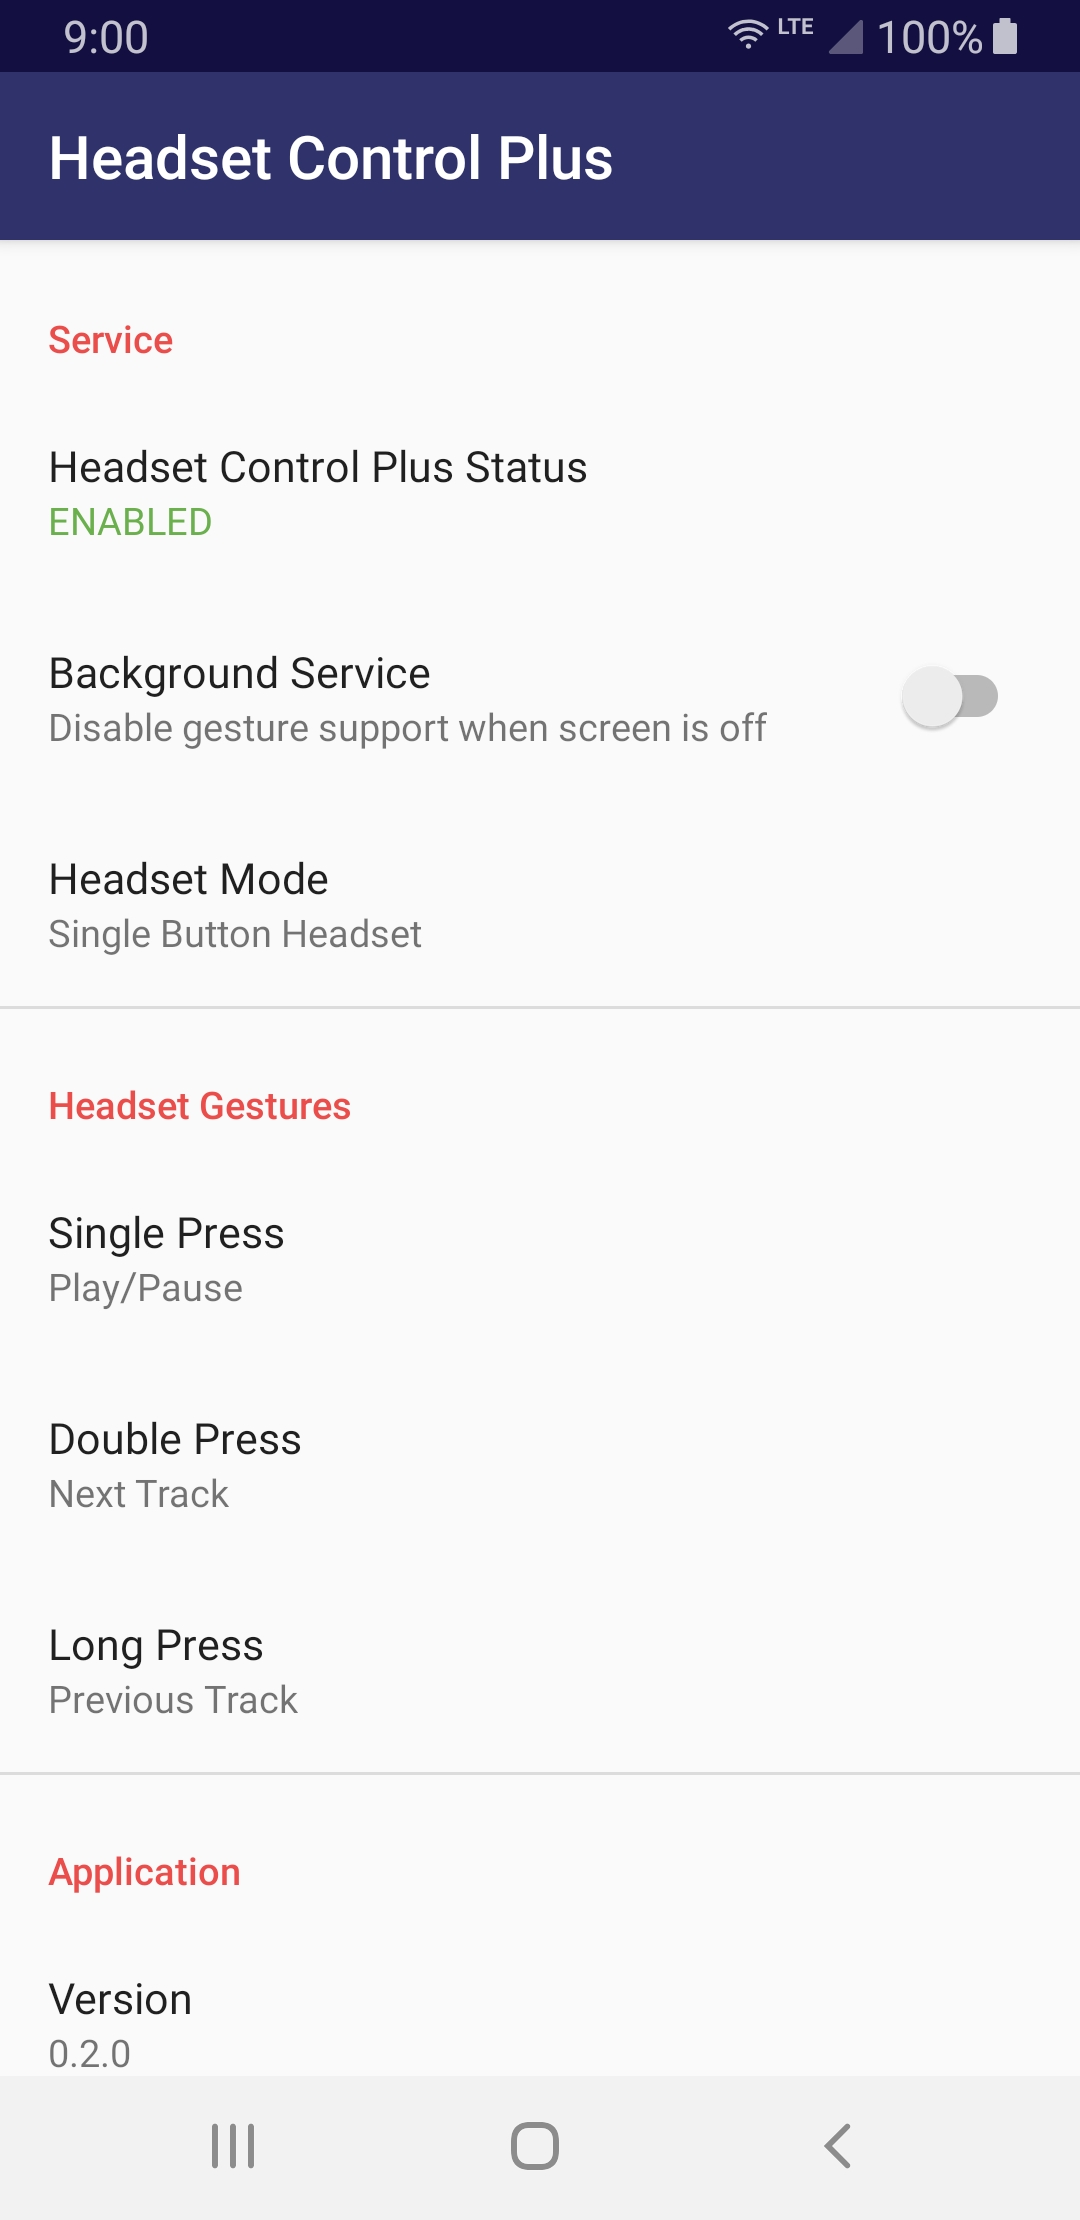 9:00 LTE 100%
Headset Control Plus
Service
Headset Control Plus Status
ENABLED
Background Service
Disable gesture support when screen is off
Headset Mode
Single Button Headset
Headset Gestures
Single Press
Play/Pause
Double Press
Next Track
Long Press
Previous Track
Application
Version
0.2.0